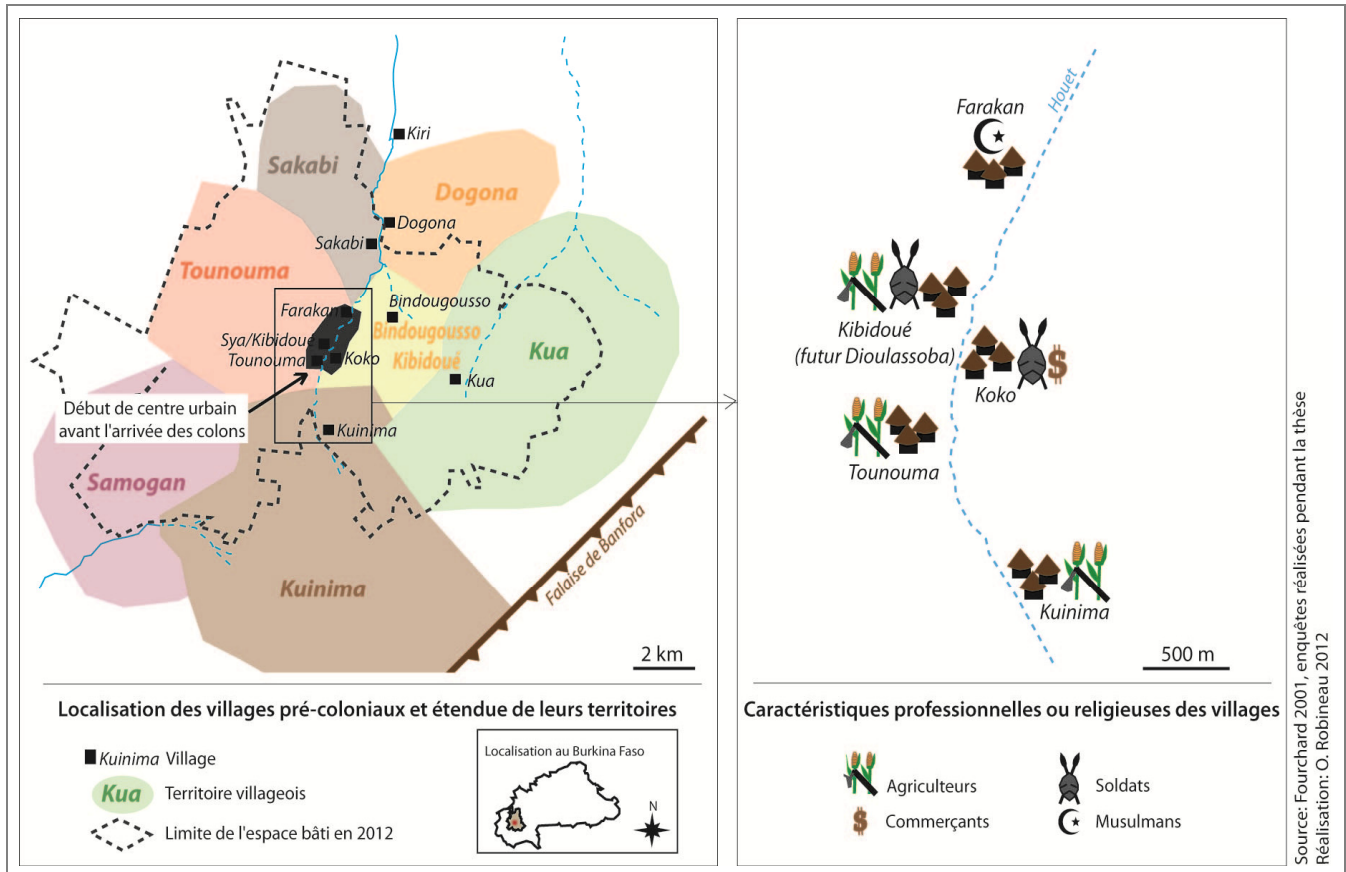 Sakabi
Kiri
Dogona
Dogona
Sakabi
Tounouma
Farakan
Bindougousso
Sya/Kibidoué
Bindougousso
Kibidoué
Tounouma
Koko
Kua
Kua
Début de centre urbain
avant l'arrivée des colons
Kuinima
Samogan
Kuinima
Falaise de Banfora
2 km
Localisation des villages pré-coloniaux et étendue de leurs territoires
Kuinima Village
Kua Territoire villageois
Limite de l'espace bâti en 2012
Localisation au Burkina Faso
N
Houet
Farakan
Kibidoué
(futur Dioulassoba)
Koko
Tounouma
Kuinima
500 m
Caractéristiques professionnelles ou religieuses des villages
Agriculteurs
Soldats
Commerçants
Musulmans
Source: Fourchard 2001, enquêtes réalisées pendant la thèse
Réalisation: O. Robineau 2012